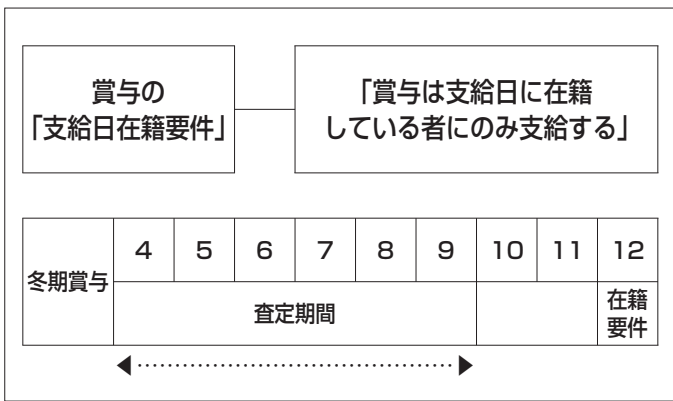 賞与の
「支給日在籍要件」
「賞与は支給日に在籍
している者にのみ支給する」
冬期賞与 4 5 6 7 8 9 10 11 12
査定期間
在籍
要件